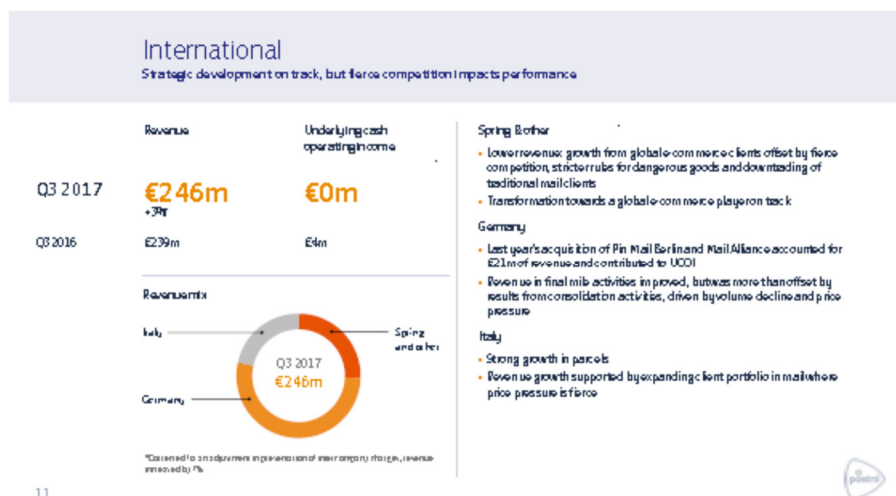 International
Strategic development on track, but fierce competition impacts performance
Revenue
Underlying cash
operating income
Q3 2017
€246m
€0m
+3%
Q3 2016
€239m
€4m
Revenue mix
Italy
Spring
and other
Q3 2017
€246m
Germany
Spring & other
• Lower revenue: growth from global e-commerce clients offset by fierce
competition, stricter rules for dangerous goods and downtrading of
traditional mail clients
• Transformation towards a global e-commerce player on track
Germany
• Last year's acquisition of Pin Mail Berlin and Mail Alliance accounted for
€21m of revenue and contributed to UCOI
• Revenue in final mile activities improved, but was more than offset by
results from consolidation activities, driven by volume decline and price
pressure
Italy
• Strong growth in parcels
• Revenue growth supported by expanding client portfolio in mail where
price pressure is fierce
postnl
11